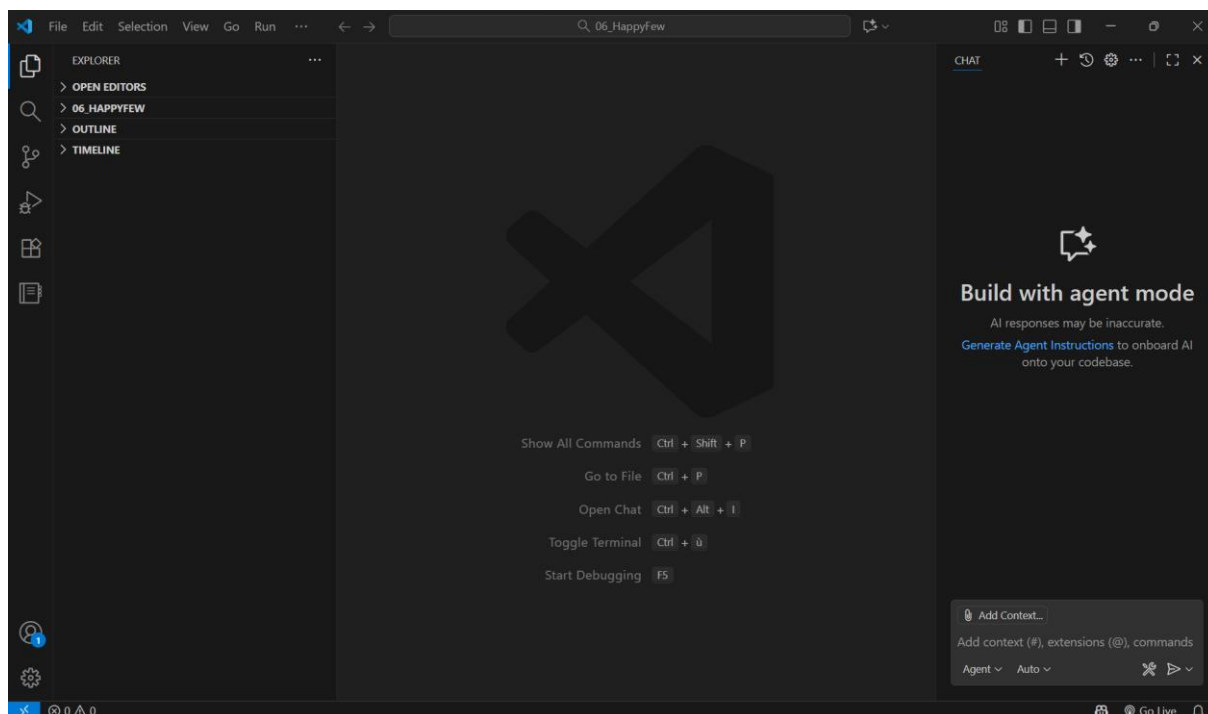 File Edit Selection View Go Run ... 06_HappyFew
EXPLORER ...
OPEN EDITORS
06_HAPPYFEW
OUTLINE
TIMELINE
Show All Commands Ctrl + Shift + P
Go to File Ctrl + P
Open Chat Ctrl + Alt + I
Toggle Terminal Ctrl + ù
Start Debugging F5
CHAT
Build with agent mode
AI responses may be inaccurate.
Generate Agent Instructions to onboard AI
onto your codebase.
Add Context...
Add context (#), extensions (@), commands
Agent Auto
1
0 0 Go Live